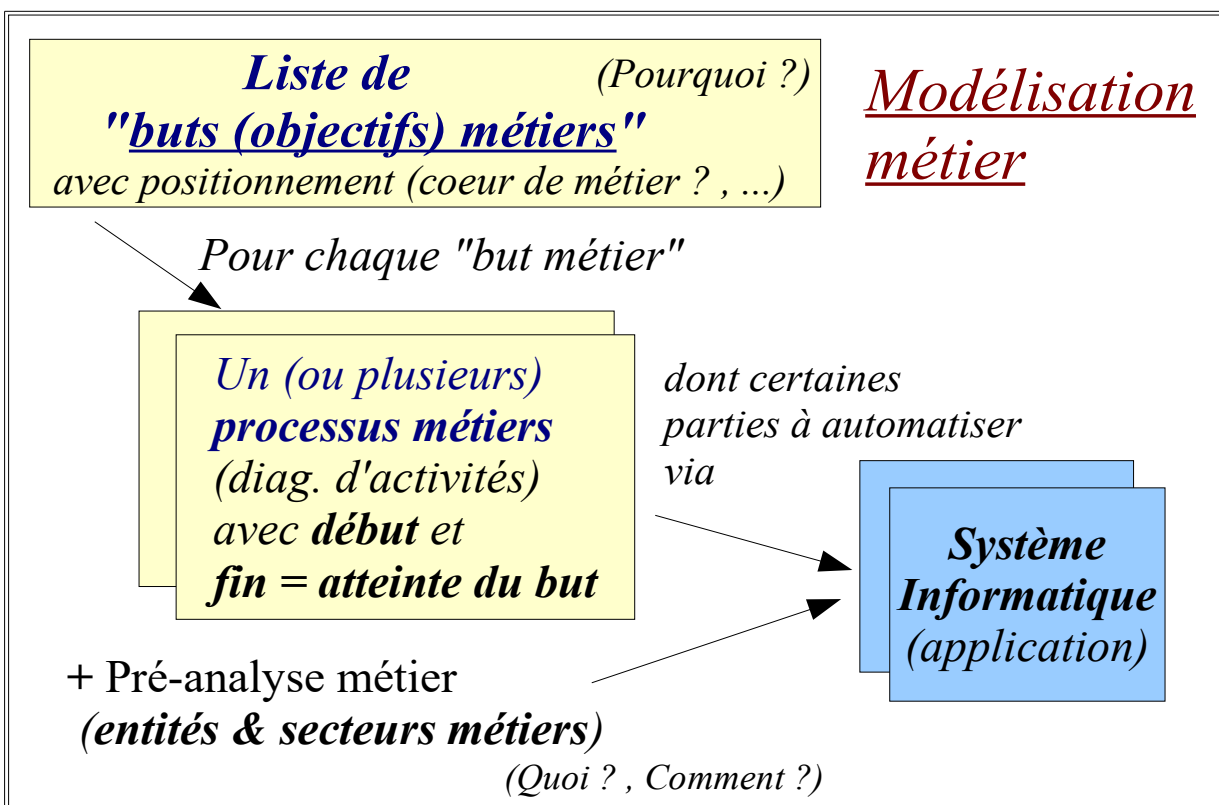 Liste de (Pourquoi ?)
"buts (objectifs) métiers"
avec positionnement (coeur de métier ? , ...)
Modélisation
métier
Pour chaque "but métier"
Un (ou plusieurs)
processus métiers
(diag. d'activités)
avec début et
fin = atteinte du but
dont certaines
parties à automatiser
via
Système
Informatique
(application)
+ Pré-analyse métier
(entités & secteurs métiers)
(Quoi ? , Comment ?)